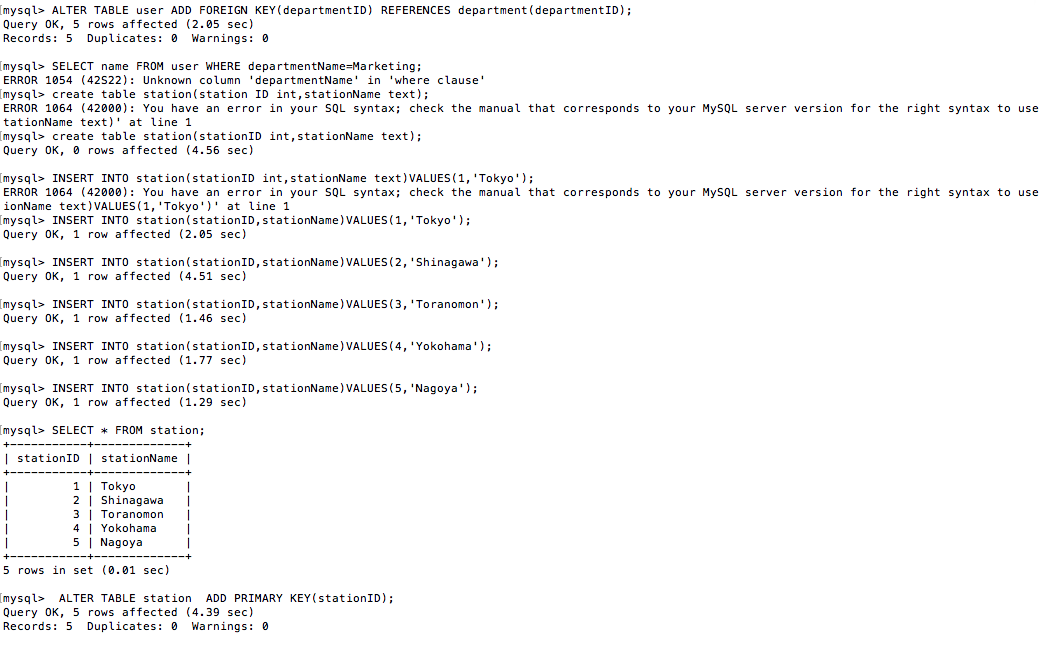 [mysql> ALTER TABLE user ADD FOREIGN KEY(departmentID) REFERENCES department(departmentID);
Query OK, 5 rows affected (2.05 sec)
Records: 5  Duplicates: 0  Warnings: 0

[mysql> SELECT name FROM user WHERE departmentName=Marketing;
ERROR 1054 (42S22): Unknown column 'departmentName' in 'where clause'
[mysql> create table station(station ID int,stationName text);
ERROR 1064 (42000): You have an error in your SQL syntax; check the manual that corresponds to your MySQL server version for the right syntax to use
tationName text)' at line 1
[mysql> create table station(stationID int,stationName text);
Query OK, 0 rows affected (4.56 sec)

[mysql> INSERT INTO station(stationID int,stationName text)VALUES(1,'Tokyo');
ERROR 1064 (42000): You have an error in your SQL syntax; check the manual that corresponds to your MySQL server version for the right syntax to use
ionName text)VALUES(1,'Tokyo')' at line 1
[mysql> INSERT INTO station(stationID,stationName)VALUES(1,'Tokyo');
Query OK, 1 row affected (2.05 sec)

[mysql> INSERT INTO station(stationID,stationName)VALUES(2,'Shinagawa');
Query OK, 1 row affected (4.51 sec)

[mysql> INSERT INTO station(stationID,stationName)VALUES(3,'Toranomon');
Query OK, 1 row affected (1.46 sec)

[mysql> INSERT INTO station(stationID,stationName)VALUES(4,'Yokohama');
Query OK, 1 row affected (1.77 sec)

[mysql> INSERT INTO station(stationID,stationName)VALUES(5,'Nagoya');
Query OK, 1 row affected (1.29 sec)

[mysql> SELECT * FROM station;
+-----------+-------------+
| stationID | stationName |
+-----------+-------------+
|         1 | Tokyo       |
|         2 | Shinagawa   |
|         3 | Toranomon   |
|         4 | Yokohama    |
|         5 | Nagoya      |
+-----------+-------------+
5 rows in set (0.01 sec)

[mysql>  ALTER TABLE station  ADD PRIMARY KEY(stationID);
Query OK, 5 rows affected (4.39 sec)
Records: 5  Duplicates: 0  Warnings: 0